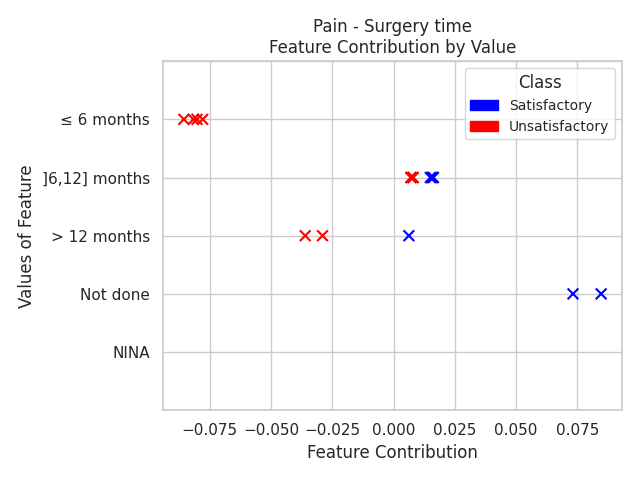 Pain - Surgery time
Feature Contribution by Value
Class
Satisfactory
Unsatisfactory
Values of Feature
≤ 6 months
]6,12] months
> 12 months
Not done
NINA
−0.075 −0.050 −0.025 0.000 0.025 0.050 0.075
Feature Contribution